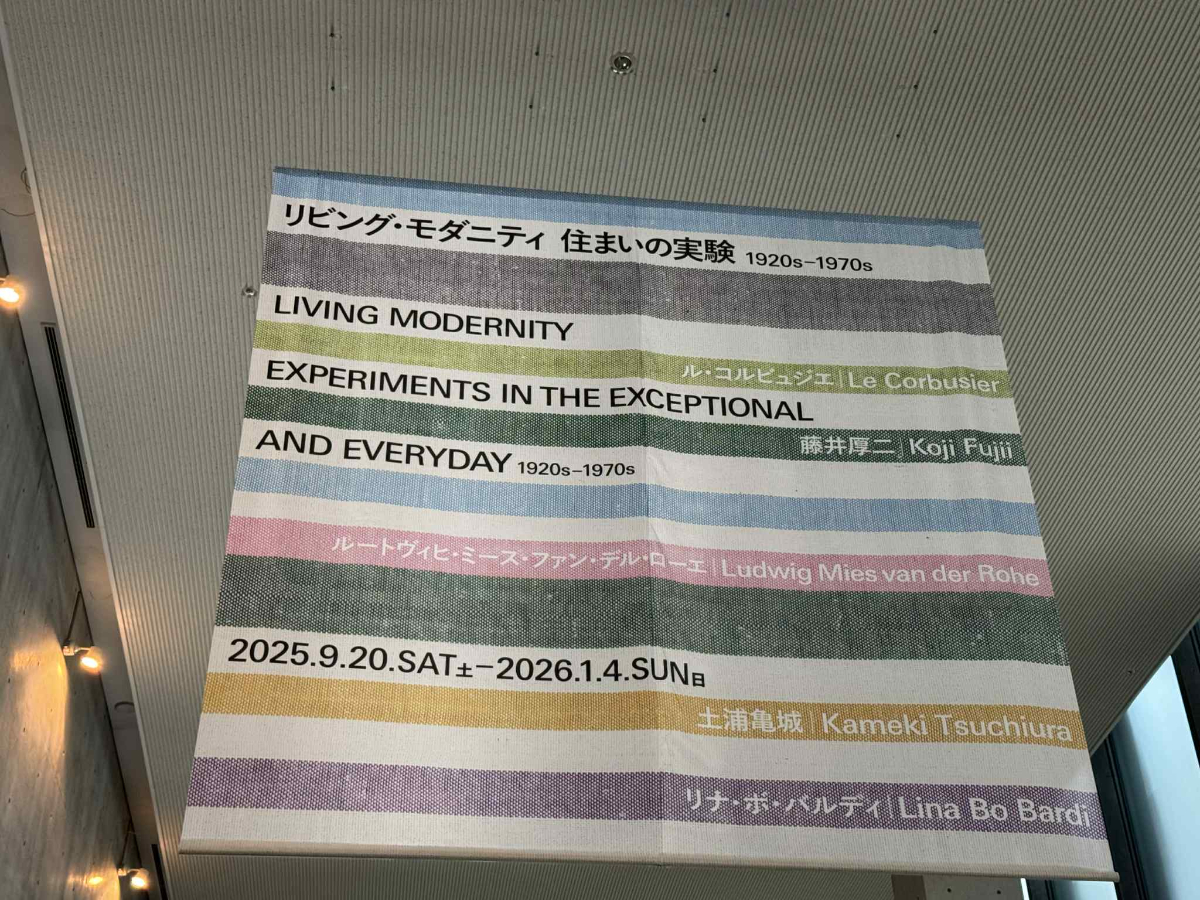 リビング・モダニティ 住まいの実験 1920s–1970s
LIVING MODERNITY
ル・コルビュジエ|Le Corbusier
EXPERIMENTS IN THE EXCEPTIONAL
藤井厚二|Koji Fujii
AND EVERYDAY 1920s–1970s
ルートヴィヒ・ミース・ファン・デル・ローエ|Ludwig Mies van der Rohe
2025.9.20.SAT土–2026.1.4.SUN日
土浦亀城|Kameki Tsuchiura
リナ・ボ・バルディ|Lina Bo Bardi